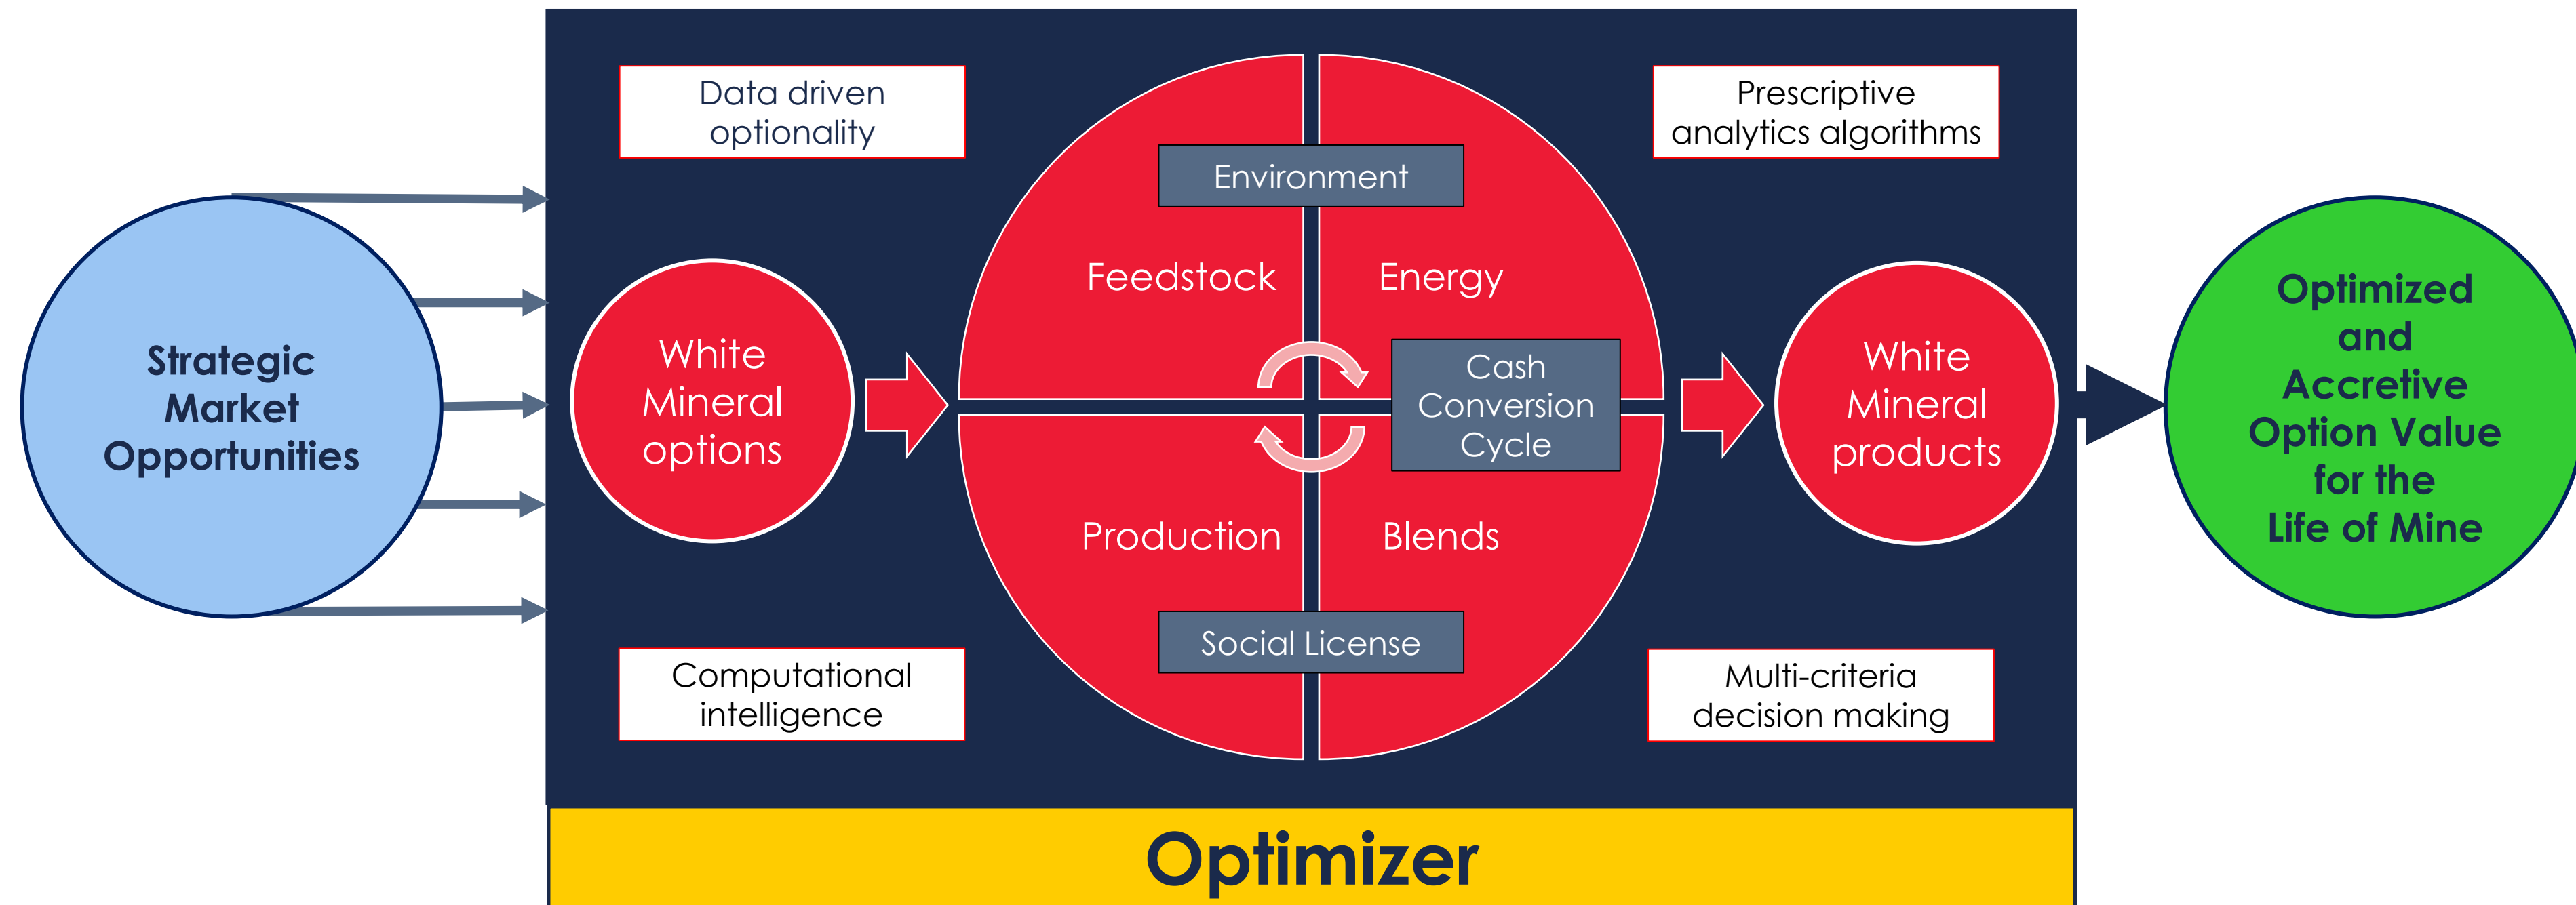 Strategic
Market
Opportunities
Data driven
optionality
White
Mineral
options
Computational
intelligence
Environment
Feedstock
Energy
Cash
Conversion
Cycle
Production
Blends
Social License
Prescriptive
analytics algorithms
White
Mineral
products
Multi-criteria
decision making
Optimizer
Optimized
and
Accretive
Option Value
for the
Life of Mine